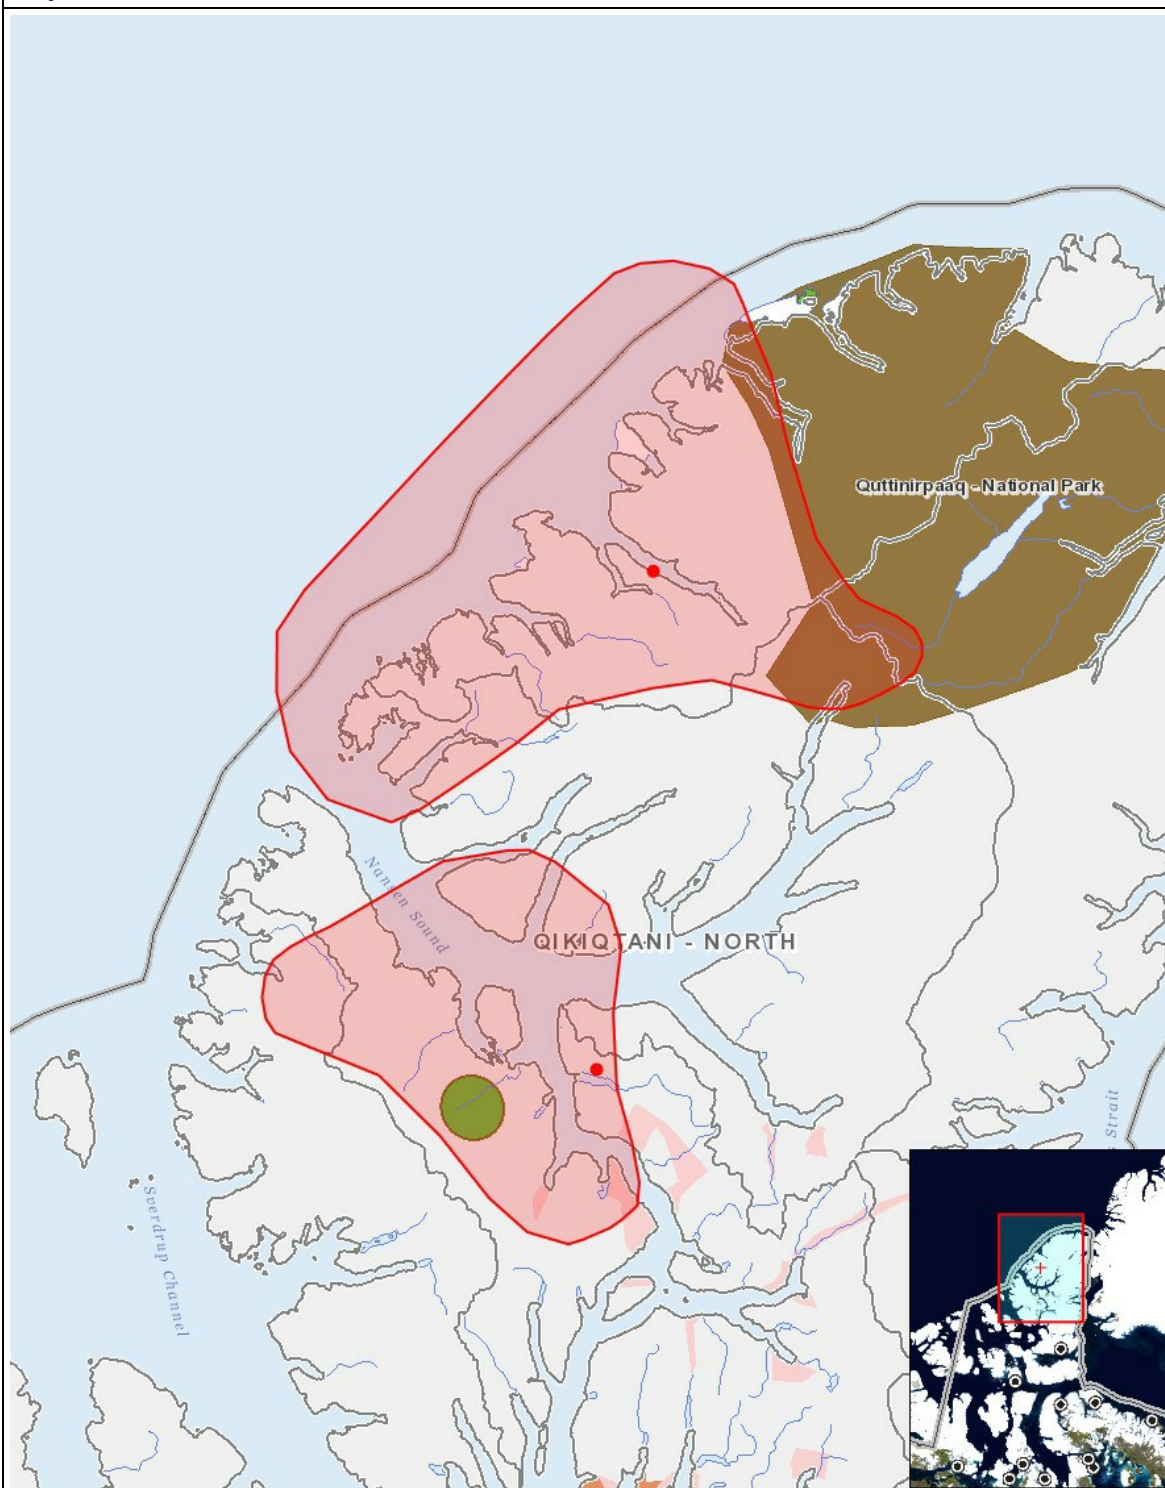 Quttinirpaaq - National Park
Nansen Sound
QIKIQTANI - NORTH
Strait
Sverdrup Channel